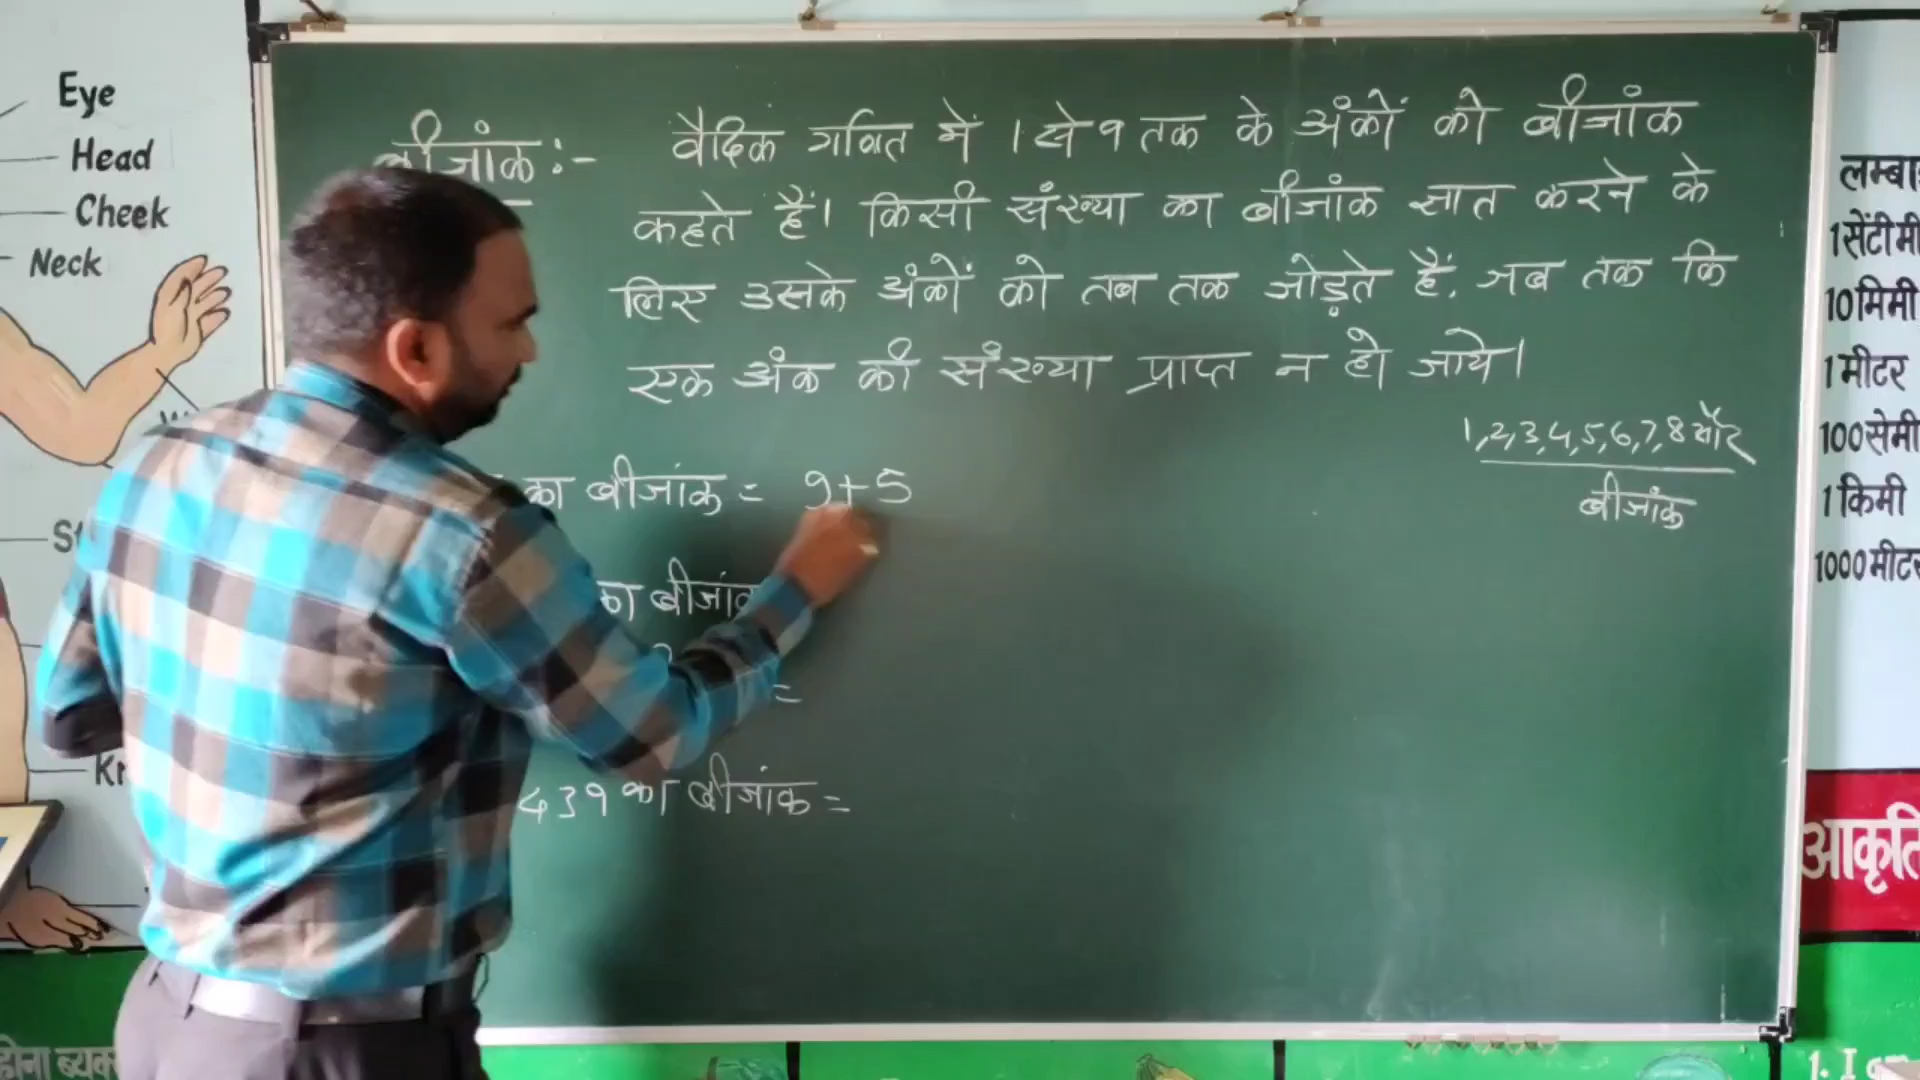 Eye
Head
Cheek
Neck
बीजांक:- वैदिक गणित में 1 से 9 तक के अंकों को बीजांक
कहते हैं। किसी संख्या का बीजांक ज्ञात करने के
लिए उसके अंकों को तब तक जोड़ते हैं, जब तक कि
एक अंक की संख्या प्राप्त न हो जाये।
1,2,3,4,5,6,7,8 और
बीजांक
का बीजांक = 9+5
का बीजांक
=
439 का बीजांक =
1 सेंटीमी
10 मिमी
1 मीटर
100 सेमी
1 किमी
1000 मीटर
आकृति
होना
1. I